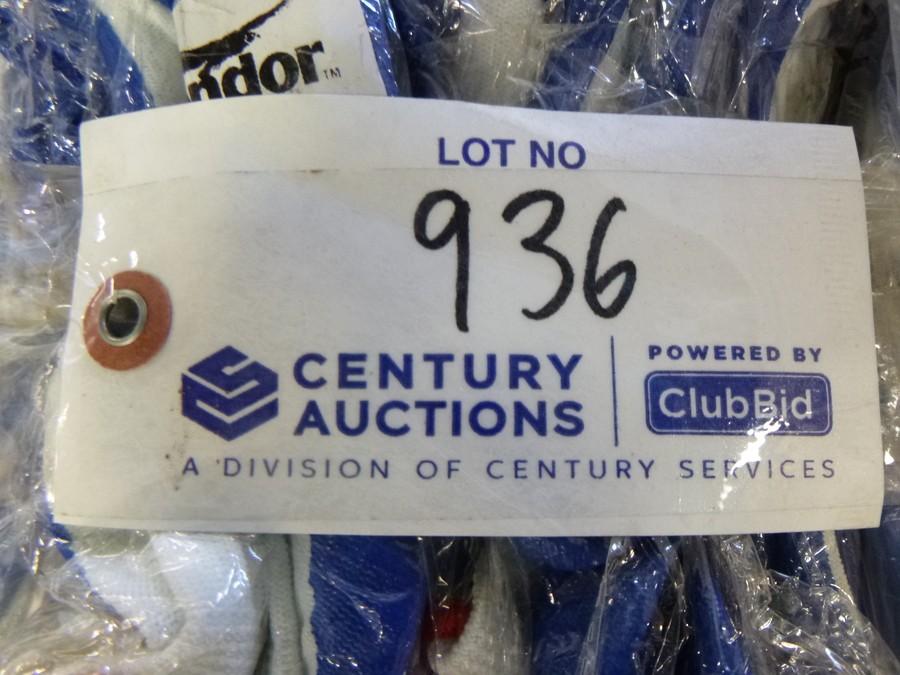 ndor™
LOT NO
936
CENTURY
AUCTIONS
POWERED BY
ClubBid
A DIVISION OF CENTURY SERVICES